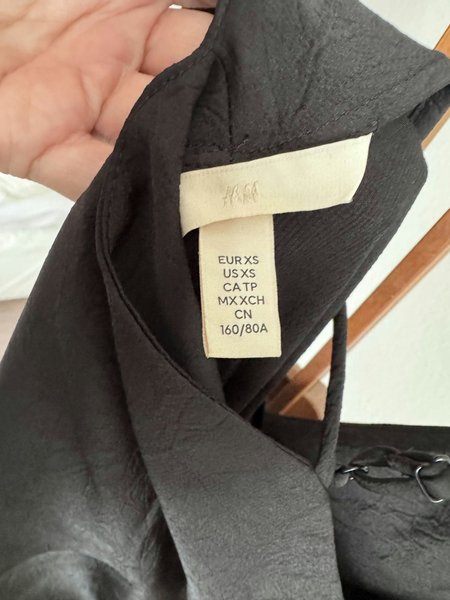 H&M
EUR XS
US XS
CA TP
MX XCH
CN
160/80A